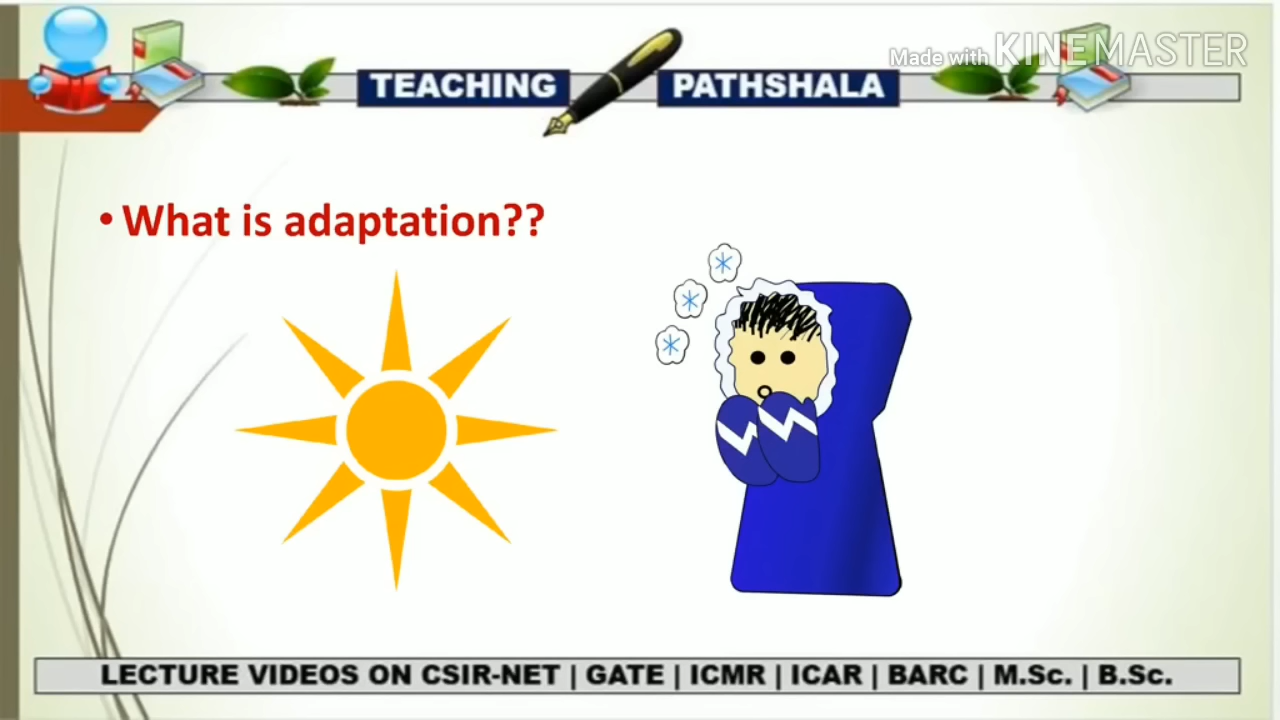 Made with KINEMASTER
TEACHING PATHSHALA
• What is adaptation??
LECTURE VIDEOS ON CSIR-NET | GATE | ICMR | ICAR | BARC | M.Sc. | B.Sc.